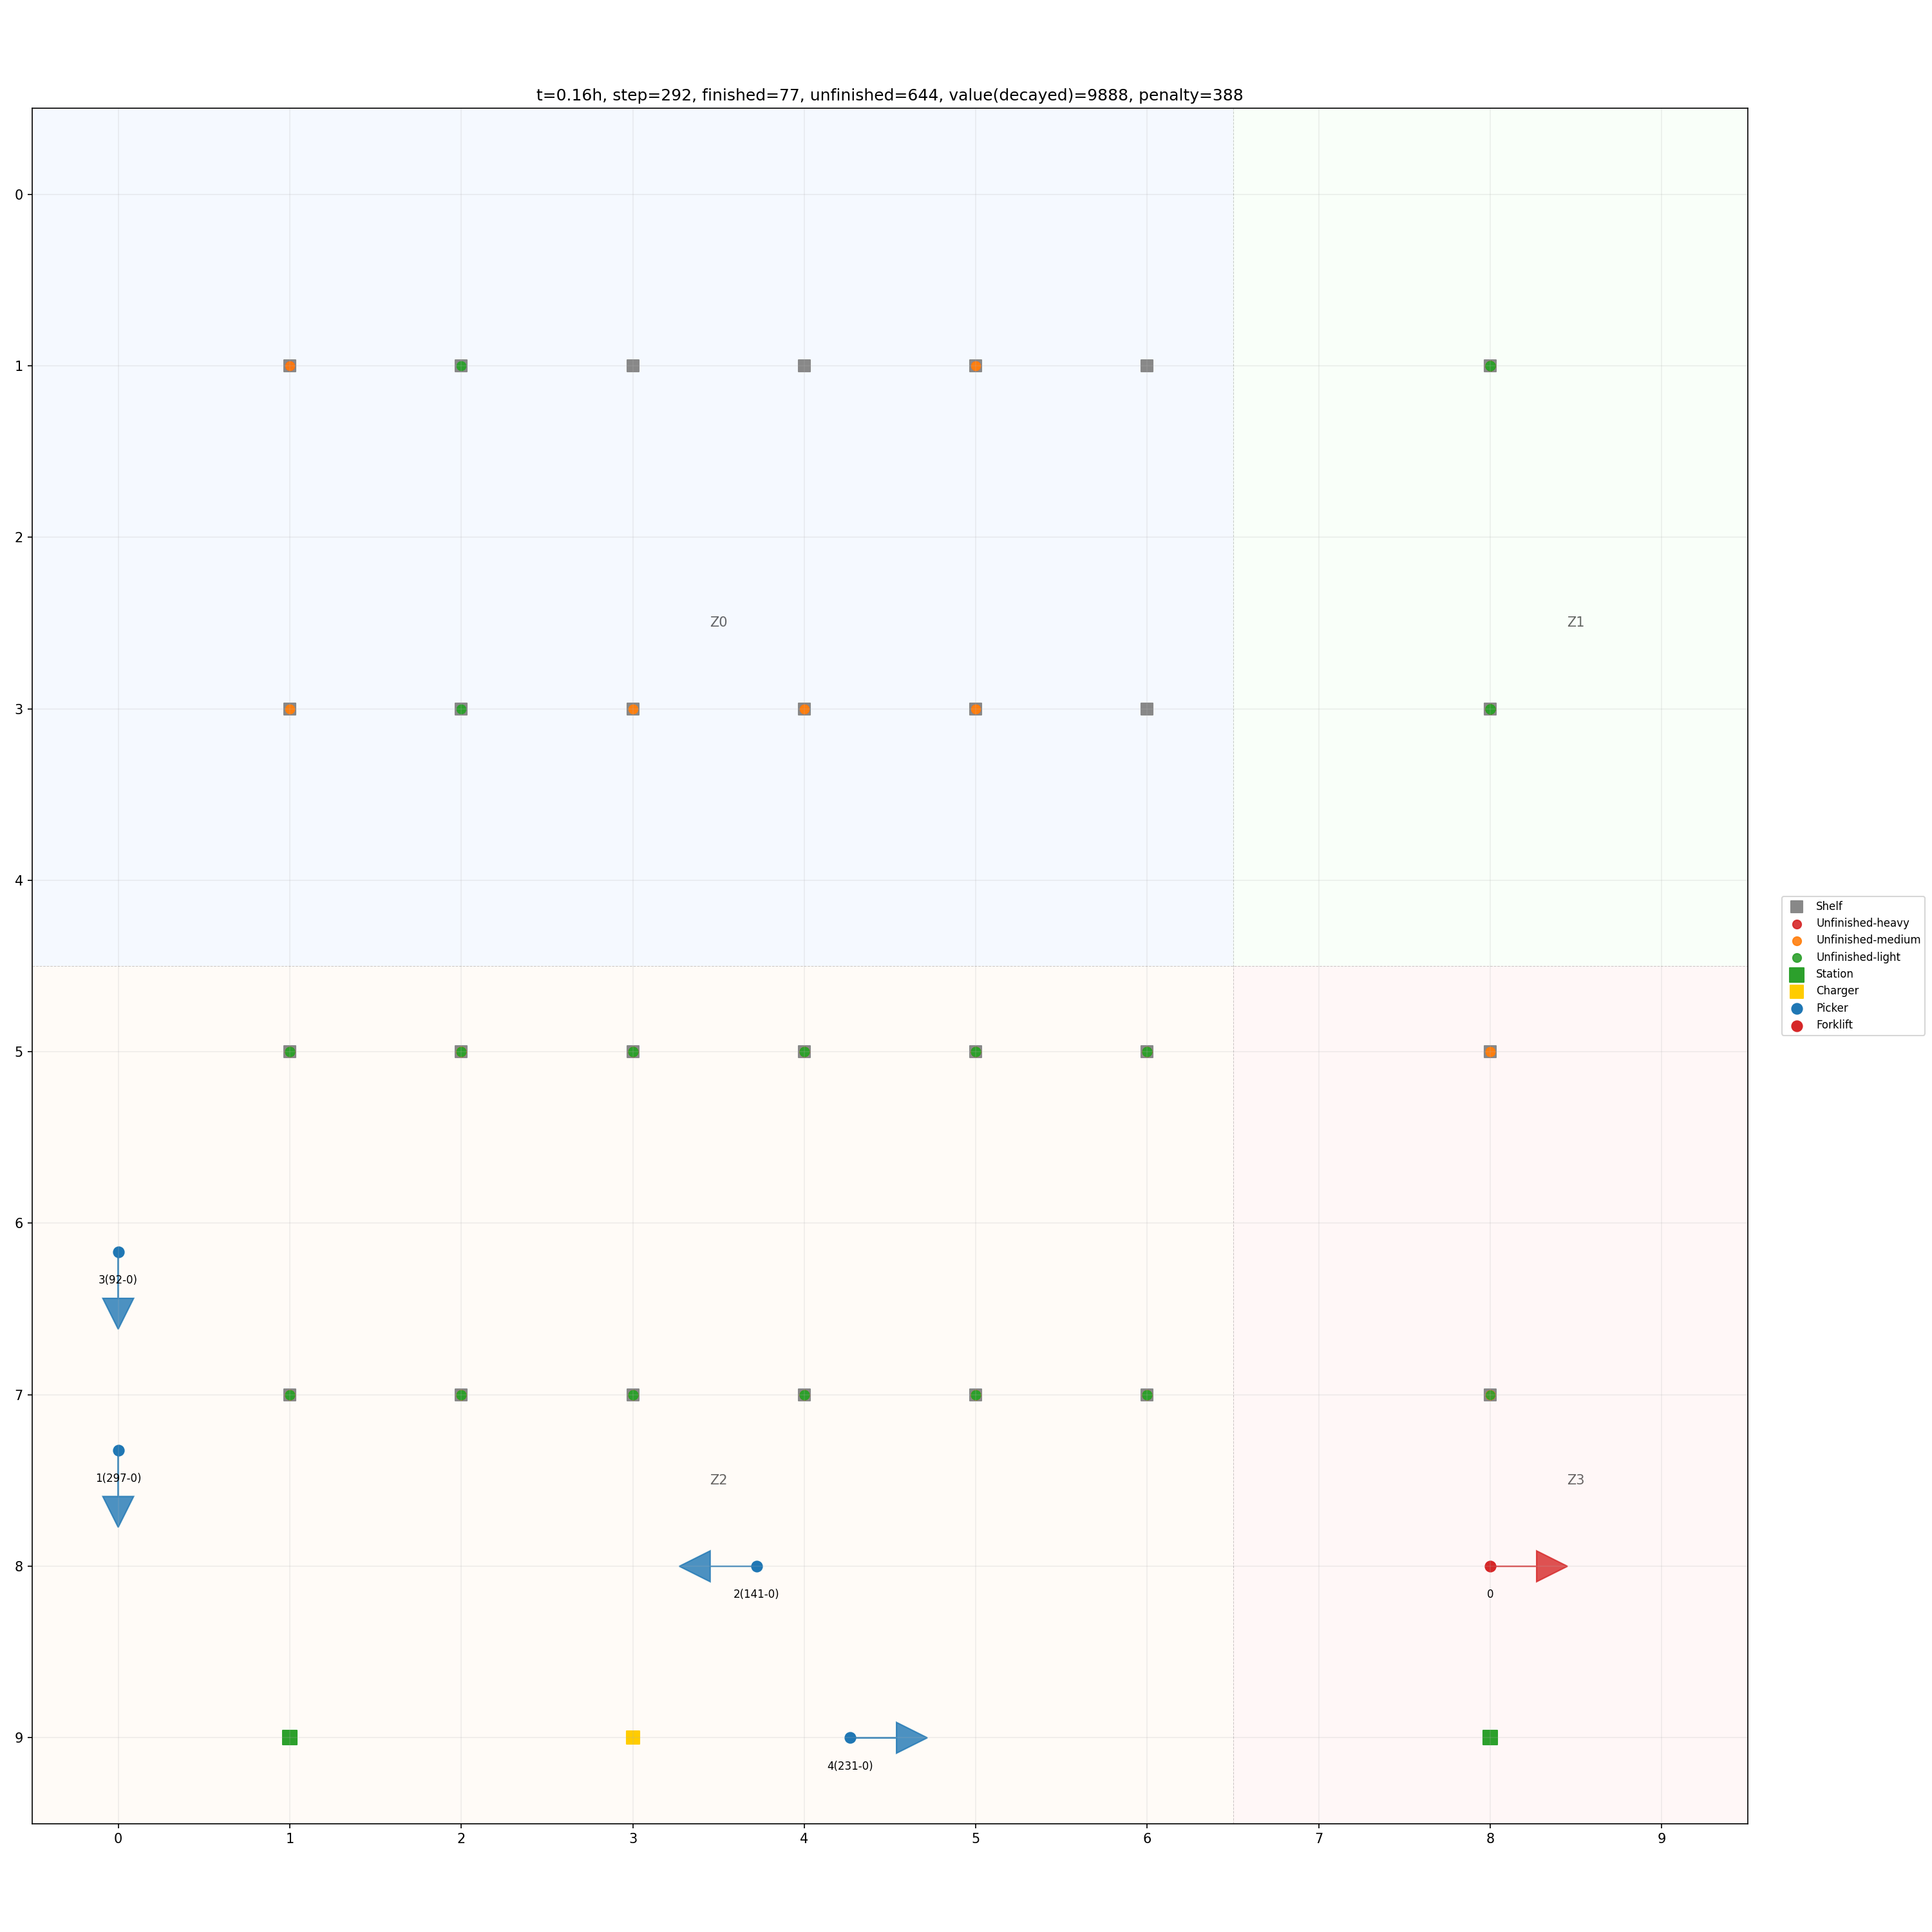 t=0.16h, step=292, finished=77, unfinished=644, value(decayed)=9888, penalty=388
0
1
2
Z0
Z1
3
4
Shelf
Unfinished-heavy
Unfinished-medium
Unfinished-light
Station
Charger
Picker
Forklift
5
6
3(92-0)
7
1(297-0)
Z2
Z3
8
2(141-0)
0
9
4(231-0)
0 1 2 3 4 5 6 7 8 9